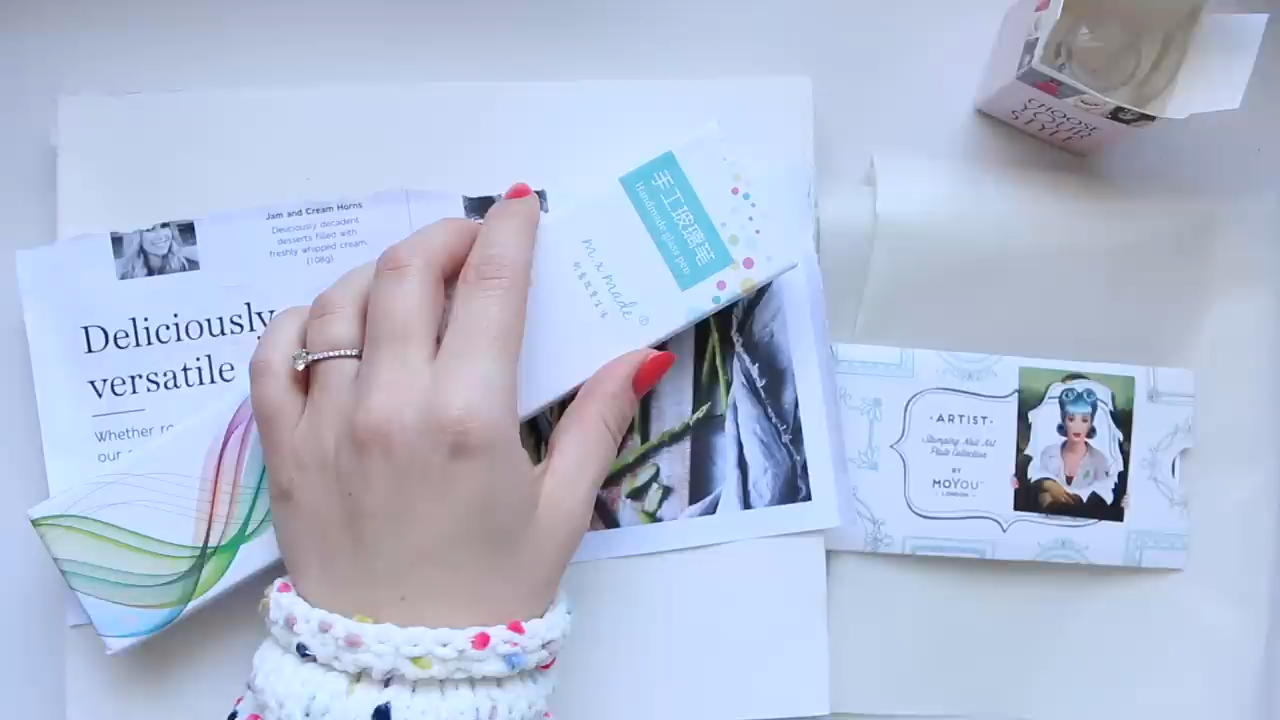 Jam and Cream Horns
Deliciously decadent
desserts filled with
freshly whipped cream.
(108g)
Deliciously
versatile
Whether
our
手工玻璃笔
Handmade glass pen
mxmade
CHOOSE
YOUR
STYLE
·ARTIST·
Stamping Nail Art
Plate Collection
BY
MOYOU
LONDON